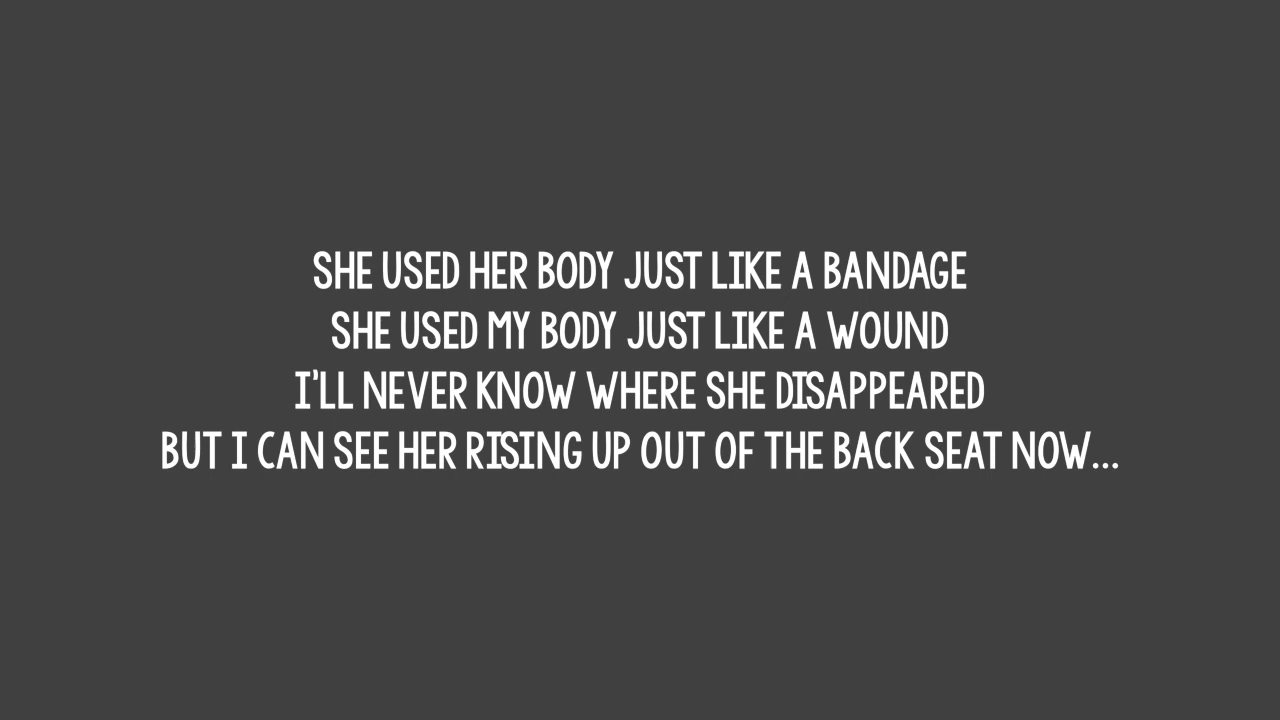 SHE USED HER BODY JUST LIKE A BANDAGE
SHE USED MY BODY JUST LIKE A WOUND
I'LL NEVER KNOW WHERE SHE DISAPPEARED
BUT I CAN SEE HER RISING UP OUT OF THE BACK SEAT NOW...